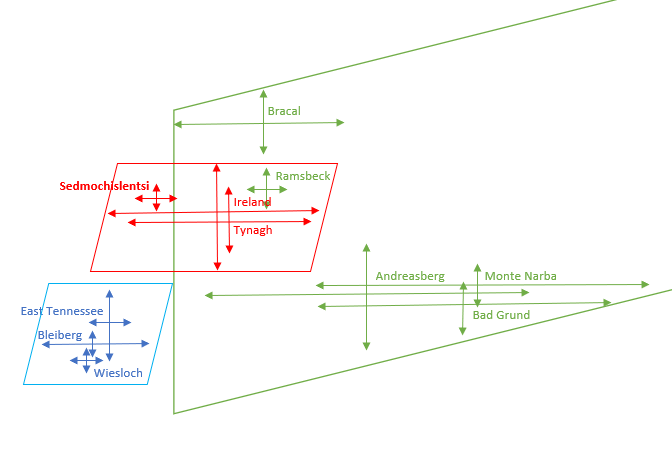 Bracal
Ramsbeck
Sedmochislentsi
Ireland
Tynagh
Andreasberg
Monte Narba
East Tennessee
Bad Grund
Bleiberg
Wiesloch